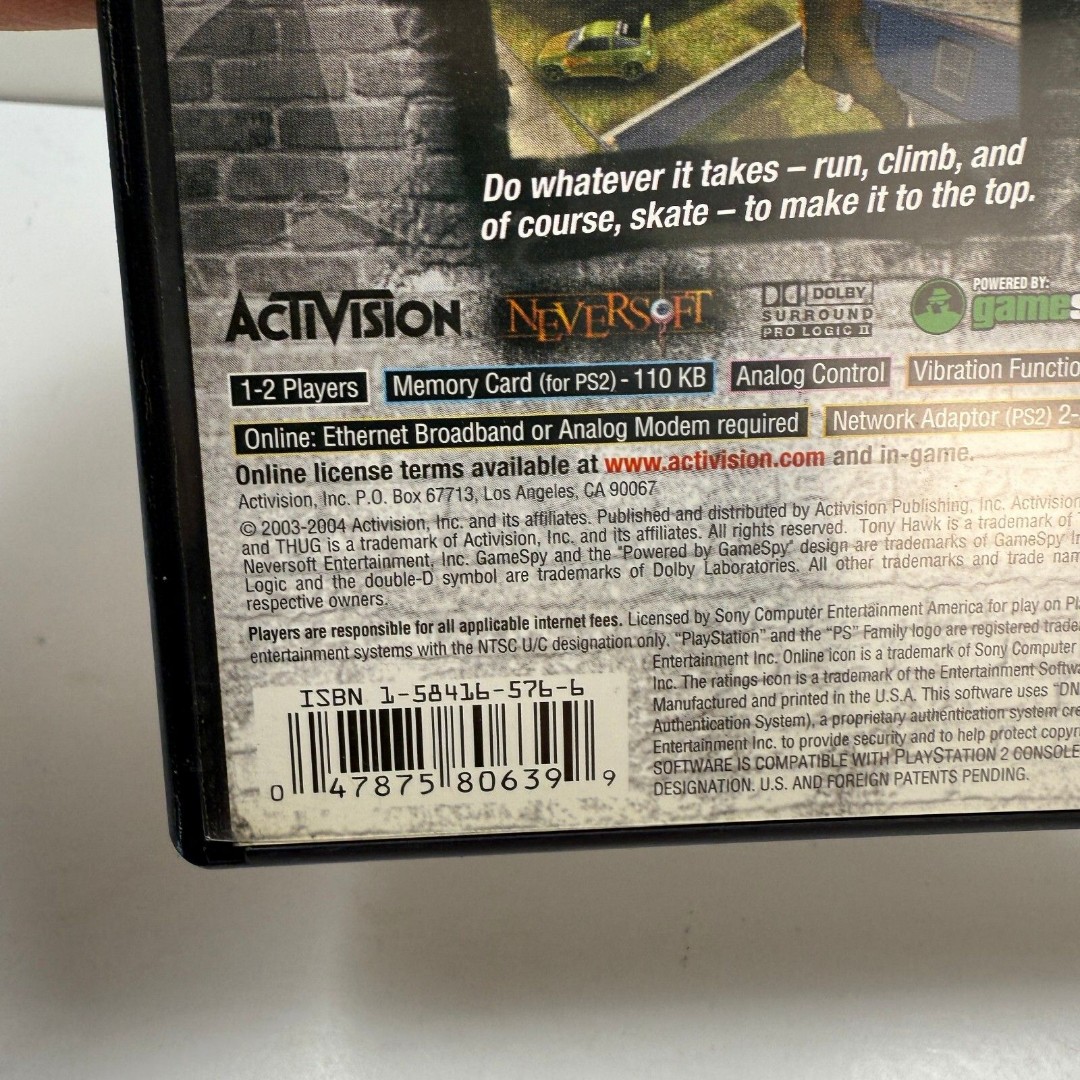 Do whatever it takes – run, climb, and
of course, skate – to make it to the top.
ACTIVISION NEVERSOFT DOLBY SURROUND PRO LOGIC II POWERED BY:
1-2 Players Memory Card (for PS2) - 110 KB Analog Control Vibration
Online: Ethernet Broadband or Analog Modem required Network Adaptor (PS2) 2-
Online license terms available at www.activision.com and in-game.
Activision, Inc. P.O. Box 67713, Los Angeles, CA 90067
© 2003-2004 Activision, Inc. and its affiliates. Published and distributed by Activision Publishing, Inc. Activision
and THUG is a trademark of Activision, Inc. and its affiliates. All rights reserved. Tony Hawk is a trademark of
Neversoft Entertainment, Inc. GameSpy and the "Powered by GameSpy" design are trademarks of GameSpy
Logic and the double-D symbol are trademarks of Dolby Laboratories. All other trademarks and trade
respective owners.
Players are responsible for all applicable internet fees. Licensed by Sony Computer Entertainment America for play on
entertainment systems with the NTSC U/C designation only. “PlayStation” and the “PS” Family logo are registered
Entertainment Inc. Online icon is a trademark of Sony Computer
Inc. The ratings icon is a trademark of the Entertainment
Manufactured and printed in the U.S.A. This software uses “DN
Authentication System), a proprietary authentication system
Entertainment Inc. to provide security and to help protect
SOFTWARE IS COMPATIBLE WITH PLAYSTATION 2 CONSOLE
DESIGNATION. U.S. AND FOREIGN PATENTS PENDING.
ISBN 1-58416-576-6
0 47875 80639 9